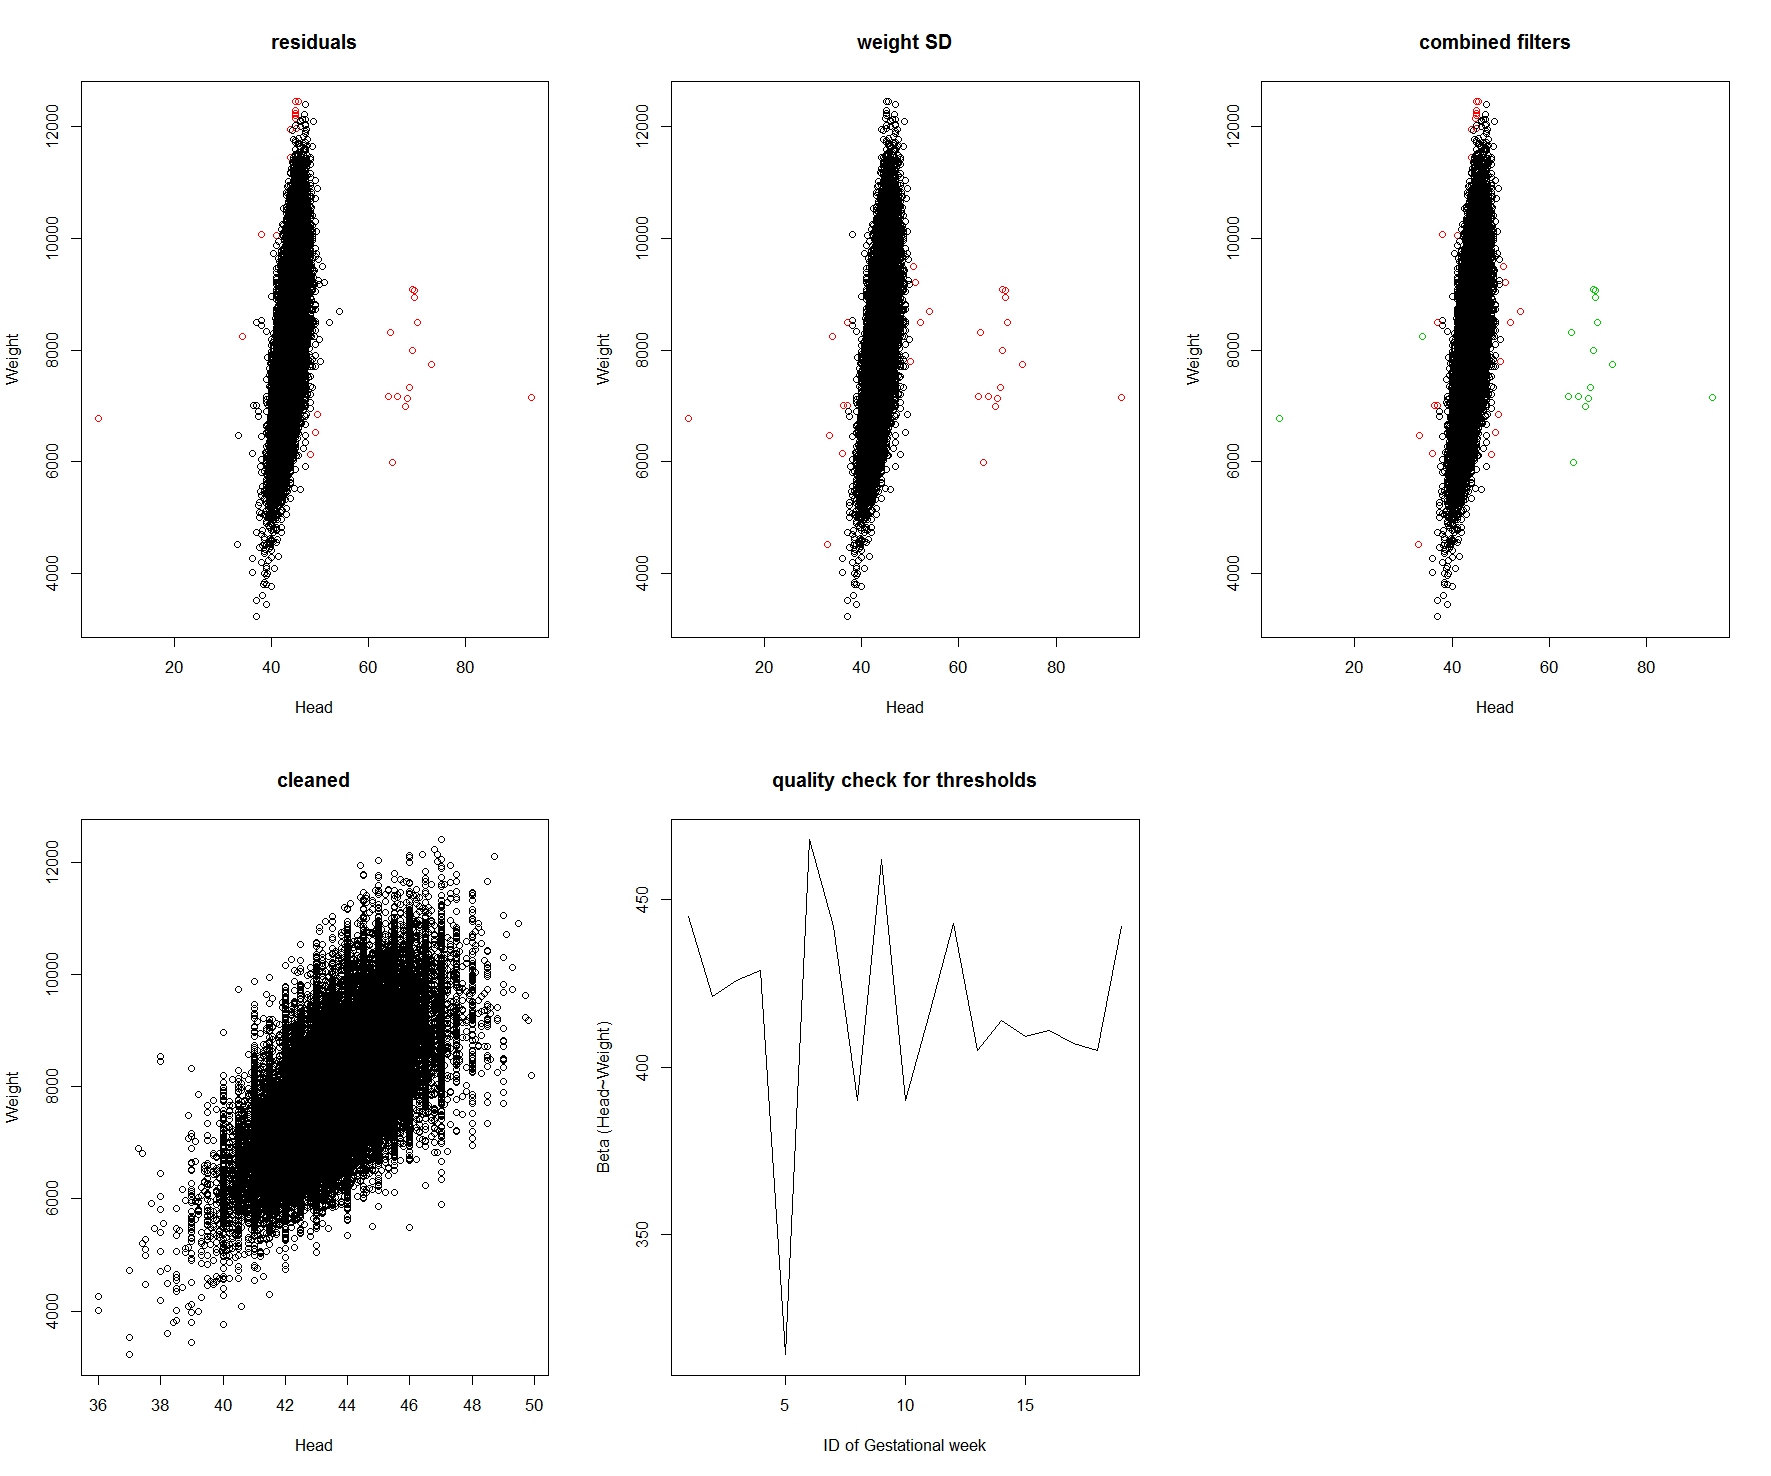 residuals
Weight
12000
10000
8000
6000
4000
20 40 60 80
Head
weight SD
Weight
12000
10000
8000
6000
4000
20 40 60 80
Head
combined filters
Weight
12000
10000
8000
6000
4000
20 40 60 80
Head
cleaned
Weight
12000
10000
8000
6000
4000
36 38 40 42 44 46 48 50
Head
quality check for thresholds
Beta (Head~Weight)
450
400
350
5 10 15
ID of Gestational week